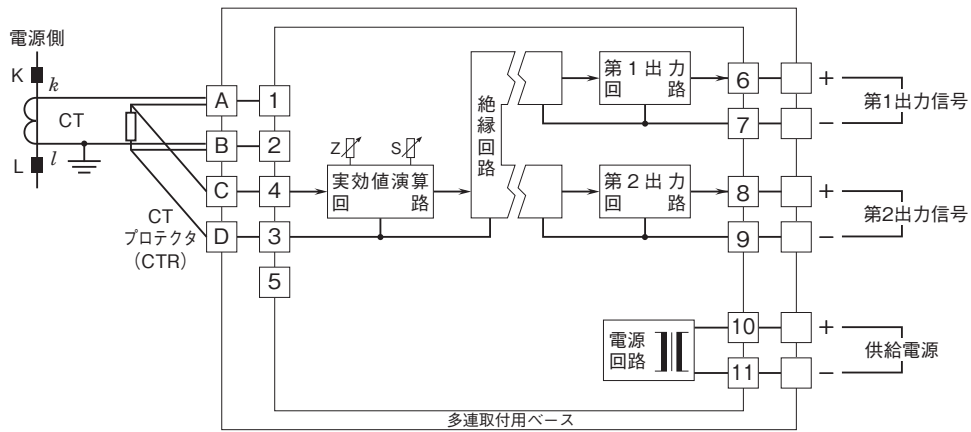 電源側
K
k
CT
L
l
CT
プロテクタ
（CTR）
A
B
C
D
1
2
4
3
5
Z
S
実効値演算
回路
絶縁回路
第1出力
回路
第2出力
回路
電源
回路
6
7
8
9
10
11
+
−
第1出力信号
+
−
第2出力信号
+
−
供給電源
多連取付用ベース